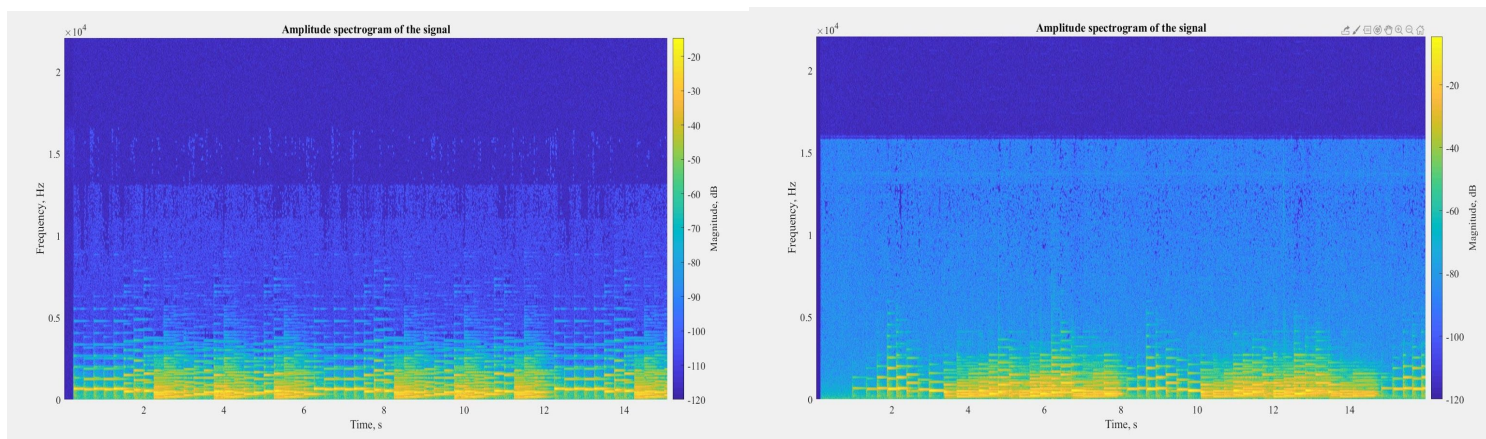 Amplitude spectrogram of the signal
×10⁴
2
1.5
1
0.5
0
2 4 6 8 10 12 14
Frequency, Hz
Time, s
-20
-30
-40
-50
-60
-70
-80
-90
-100
-110
-120
Magnitude, dB
Amplitude spectrogram of the signal
×10⁴
2
1.5
1
0.5
0
2 4 6 8 10 12 14
Frequency, Hz
Time, s
-20
-40
-60
-80
-100
-120
Magnitude, dB